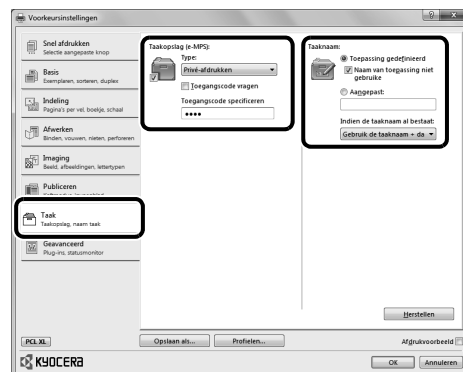 Voorkeursinstellingen
Snel afdrukken
Selectie aangepaste knop
Basis
Exemplaren, sorteren, duplex
Indeling
Pagina's per vel, boekje, schaal
Afwerken
Binden, vouwen, nieten, perforeren
Imaging
Beeld, afbeeldingen, lettertypen
Publiceren
Taak
Taakopslag, naam taak
Geavanceerd
Plug-ins, statusmonitor
Taakopslag (e-MPS):
Type:
Privé-afdrukken
Toegangscode vragen
Toegangscode specificeren
••••
Taaknaam:
Toepassing gedefinieerd
Naam van toepassing niet
gebruike
Aangepast:
Indien de taaknaam al bestaat:
Gebruik de taaknaam + da
Herstellen
PCL XL
Opslaan als...
Profielen...
Afdrukvoorbeeld
KYOCERA
OK
Annuleren